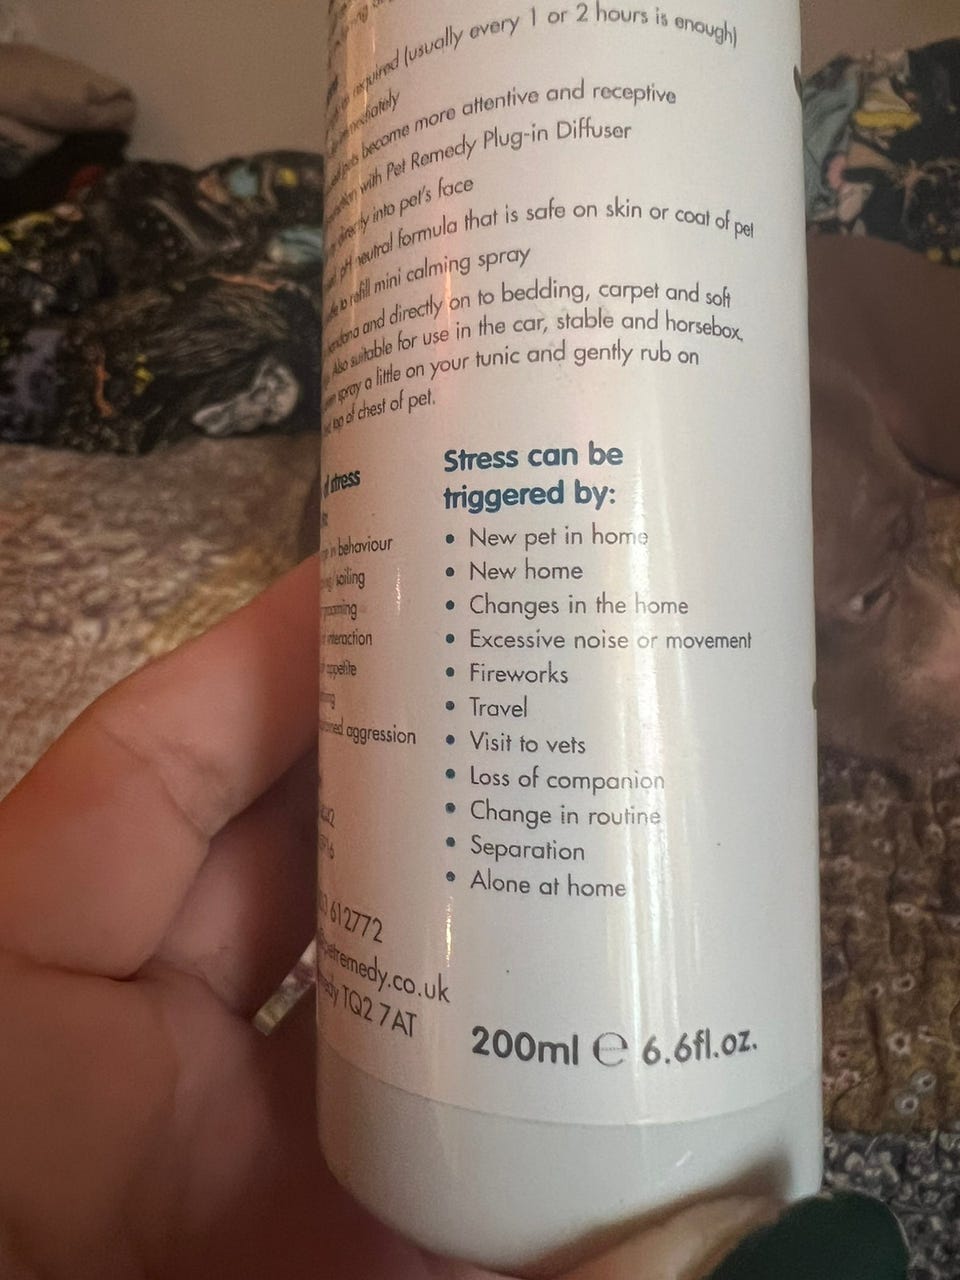 required (usually every 1 or 2 hours is enough)
immediately
pets become more attentive and receptive
with Pet Remedy Plug-in Diffuser
directly into pet's face
pH neutral formula that is safe on skin or coat of pet
to refill mini calming spray
and directly on to bedding, carpet and soft
Also suitable for use in the car, stable and horsebox,
spray a little on your tunic and gently rub on
top of chest of pet.
of stress
in behaviour
soiling
interaction
appetite
aggression
612772
petremedy.co.uk
TQ2 7AT
Stress can be
triggered by:
• New pet in home
• New home
• Changes in the home
• Excessive noise or movement
• Fireworks
• Travel
• Visit to vets
• Loss of companion
• Change in routine
• Separation
• Alone at home
200ml ℮ 6.6fl.oz.